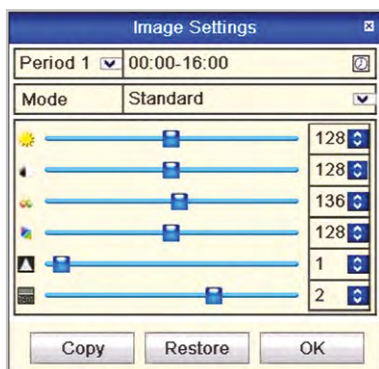 Image Settings
Period 1 00:00-16:00
Mode Standard
128
128
136
128
1
2
Copy Restore OK